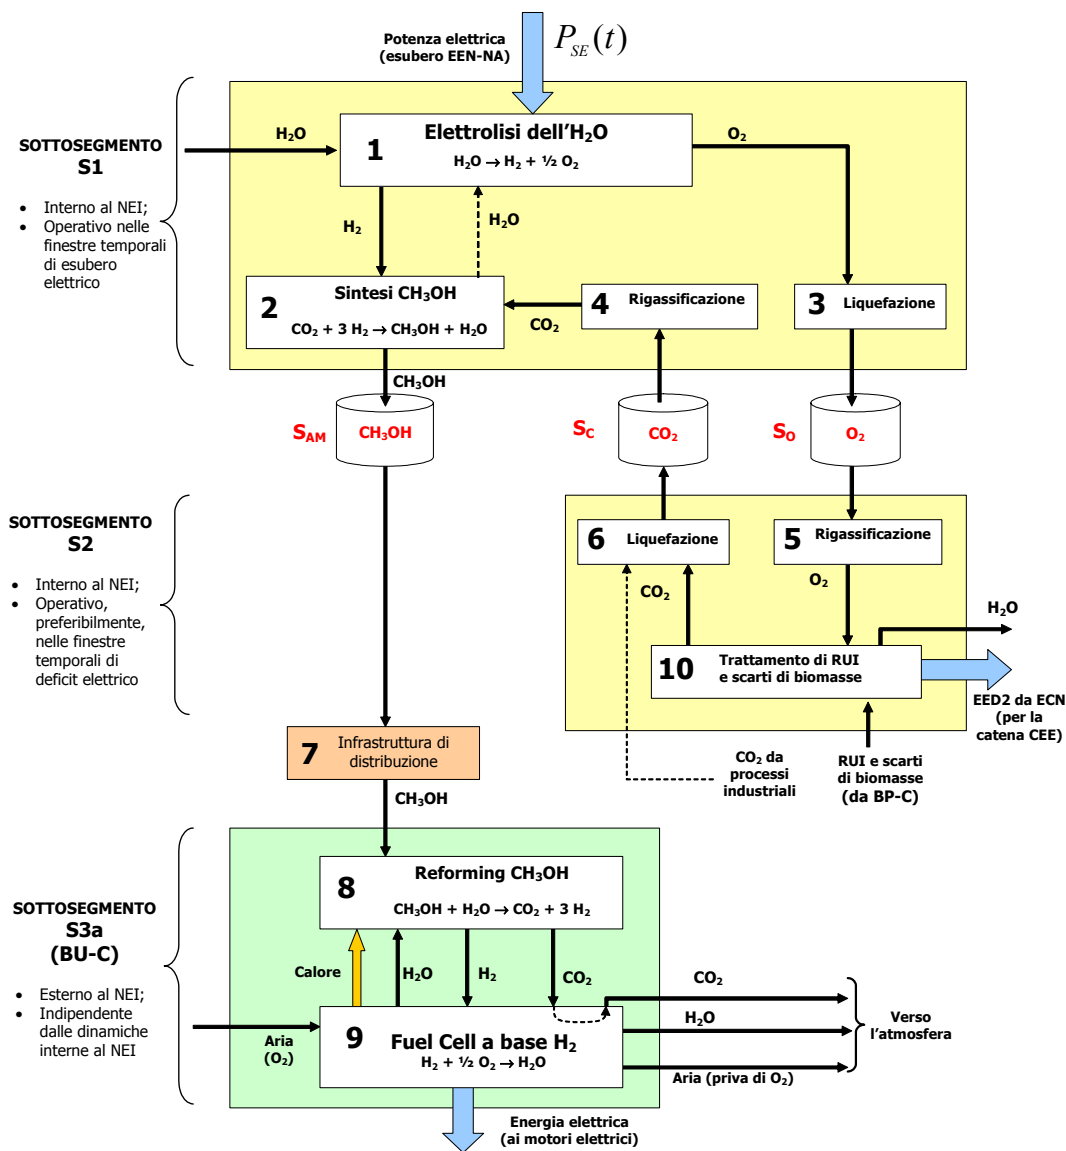 Potenza elettrica
(esubero EEN-NA)
P_SE(t)
SOTTOSEGMENTO
S1
• Interno al NEI;
• Operativo nelle
finestre temporali
di esubero
elettrico
H₂O
1
Elettrolisi dell'H₂O
H₂O → H₂ + ½ O₂
O₂
H₂
H₂O
2
Sintesi CH₃OH
CO₂ + 3 H₂ → CH₃OH + H₂O
CO₂
4
Rigassificazione
3
Liquefazione
CH₃OH
S_AM
CH₃OH
S_C
CO₂
S_O
O₂
SOTTOSEGMENTO
S2
• Interno al NEI;
• Operativo,
preferibilmente,
nelle finestre
temporali di
deficit elettrico
6
Liquefazione
5
Rigassificazione
CO₂
O₂
H₂O
10
Trattamento di RUI
e scarti di biomasse
EED2 da ECN
(per la
catena CEE)
CO₂ da
processi
industriali
RUI e scarti
di biomasse
(da BP-C)
7
Infrastruttura di
distribuzione
CH₃OH
SOTTOSEGMENTO
S3a
(BU-C)
• Esterno al NEI;
• Indipendente
dalle dinamiche
interne al NEI
8
Reforming CH₃OH
CH₃OH + H₂O → CO₂ + 3 H₂
Calore
H₂O
H₂
CO₂
CO₂
H₂O
Aria (priva di O₂)
Verso
l'atmosfera
Aria
(O₂)
9
Fuel Cell a base H₂
H₂ + ½ O₂ → H₂O
Energia elettrica
(ai motori elettrici)